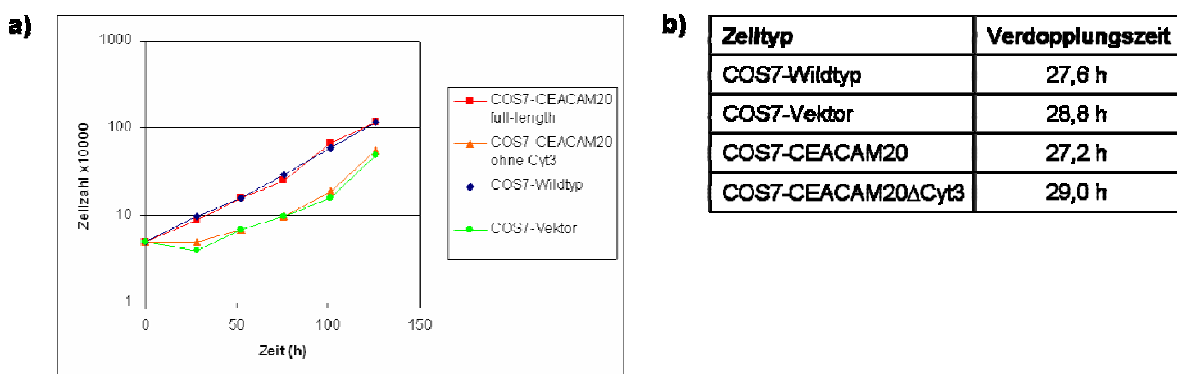 a)
1000
100
10
1
0
50
100
150
Zellzahl x10000
Zeit (h)
COS7-CEACAM20
full-length
COS7-CEACAM20
ohne Cyt3
COS7-Wildtyp
COS7-Vektor
b)
Zelltyp Verdopplungszeit
COS7-Wildtyp 27,6 h
COS7-Vektor 28,8 h
COS7-CEACAM20 27,2 h
COS7-CEACAM20ΔCyt3 29,0 h